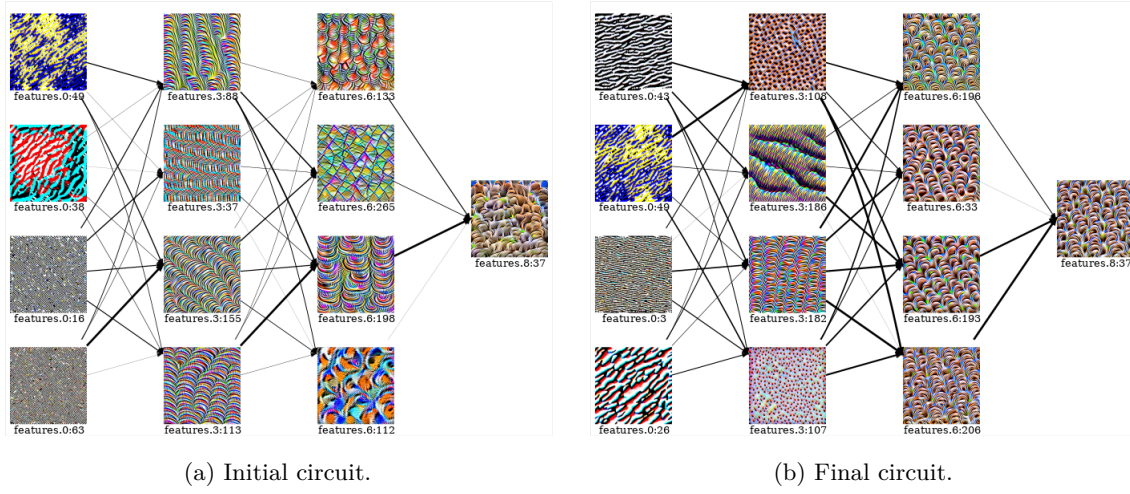 features.0:49
features.3:88
features.6:133
features.0:38
features.3:37
features.6:265
features.8:37
features.0:16
features.3:155
features.6:198
features.0:63
features.3:113
features.6:112
(a) Initial circuit.
features.0:43
features.3:108
features.6:196
features.0:49
features.3:186
features.6:33
features.8:37
features.0:3
features.3:182
features.6:193
features.0:26
features.3:107
features.6:206
(b) Final circuit.